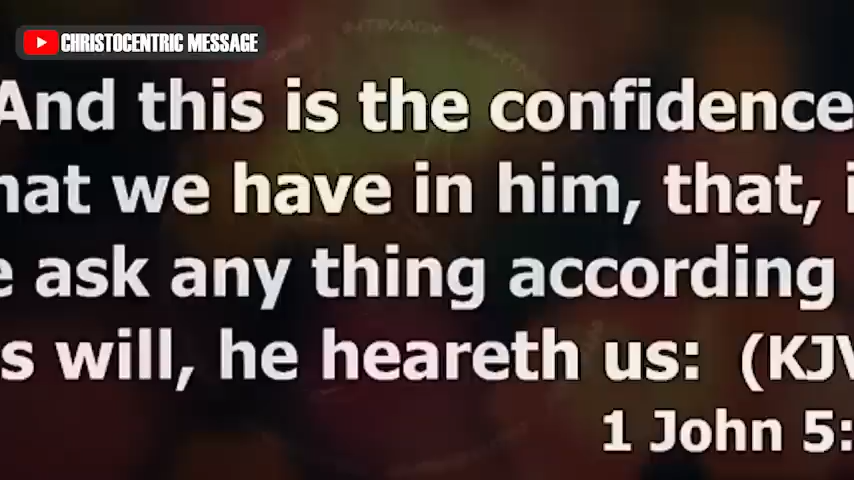 CHRISTOCENTRIC MESSAGE
INTIMACY
And this is the confidence
hat we have in him, that, i
e ask any thing according
s will, he heareth us: (KJV
1 John 5: